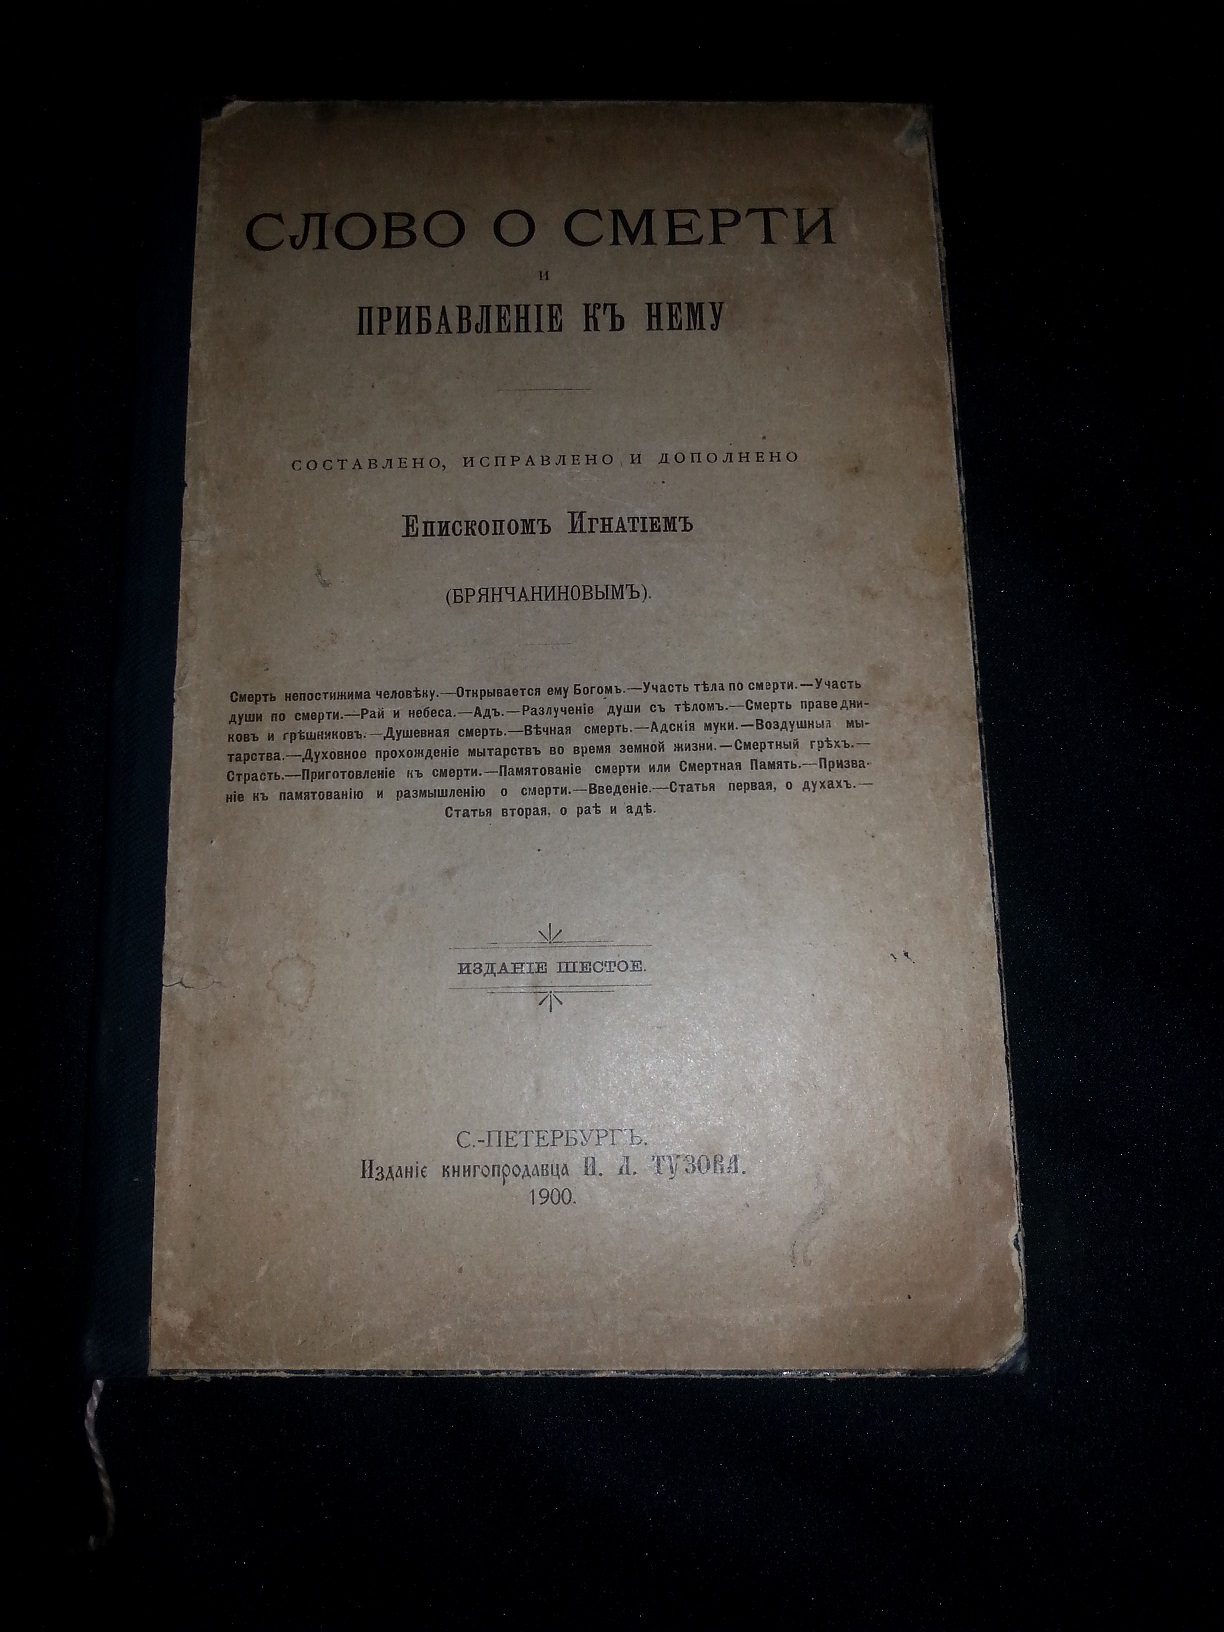 СЛОВО О СМЕРТИ
И
ПРИБАВЛЕНІЕ КЪ НЕМУ
СОСТАВЛЕНО, ИСПРАВЛЕНО И ДОПОЛНЕНО
ЕПИСКОПОМЪ ИГНАТІЕМЪ
(БРЯНЧАНИНОВЫМЪ).
Смерть непостижима человѣку.—Открывается ему Богомъ.—Участь тѣла по смерти.—Участь
души по смерти.—Рай и небеса.—Адъ.—Разлученіе души съ тѣломъ.—Смерть праведни-
ковъ и грѣшниковъ.—Душевная смерть.—Вѣчная смерть.—Адскія муки.—Воздушныя мы-
тарства.—Духовное прохожденіе мытарствъ во время земной жизни.—Смертный грѣхъ.—
Страсть.—Приготовленіе къ смерти.—Памятованіе смерти или Смертная Память.—Призва-
ніе къ памятованію и размышленію о смерти.—Введеніе.—Статья первая, о духахъ.—
Статья вторая, о раѣ и адѣ.
ИЗДАНІЕ ШЕСТОЕ.
С.-ПЕТЕРБУРГЪ.
Изданіе книгопродавца И. Л. ТУЗОВА.
1900.